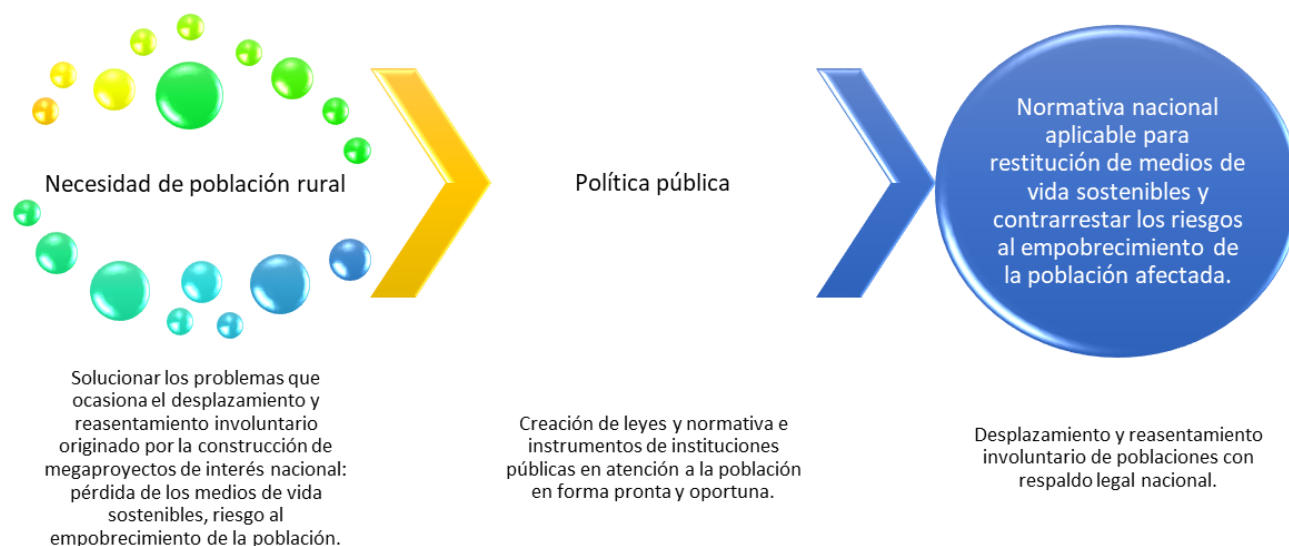 Necesidad de población rural
Solucionar los problemas que
ocasiona el desplazamiento y
reasentamiento involuntario
originado por la construcción de
megaproyectos de interés nacional:
pérdida de los medios de vida
sostenibles, riesgo al
empobrecimiento de la población.
Política pública
Creación de leyes y normativa e
instrumentos de instituciones
públicas en atención a la población
en forma pronta y oportuna.
Normativa nacional
aplicable para
restitución de medios de
vida sostenibles y
contrarrestar los riesgos
al empobrecimiento de
la población afectada.
Desplazamiento y reasentamiento
involuntario de poblaciones con
respaldo legal nacional.